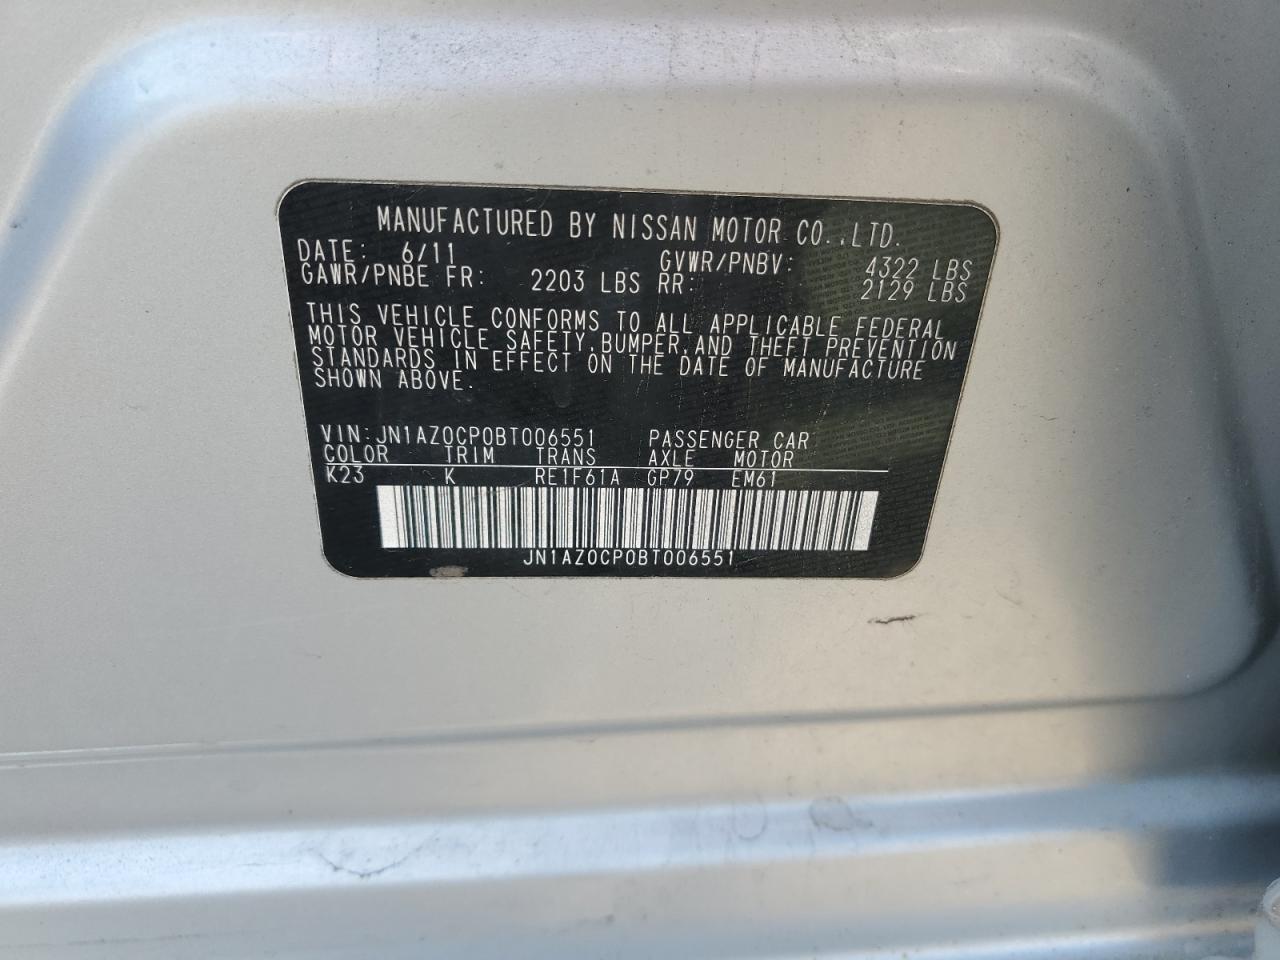 MANUFACTURED BY NISSAN MOTOR CO.,LTD.
DATE: 6/11 GVWR/PNBV: 4322 LBS
GAWR/PNBE FR: 2203 LBS RR: 2129 LBS
THIS VEHICLE CONFORMS TO ALL APPLICABLE FEDERAL
MOTOR VEHICLE SAFETY,BUMPER,AND THEFT PREVENTION
STANDARDS IN EFFECT ON THE DATE OF MANUFACTURE
SHOWN ABOVE.
VIN:JN1AZ0CP0BT006551 PASSENGER CAR
COLOR TRIM TRANS AXLE MOTOR
K23 K RE1F61A GP79 EM61
JN1AZ0CP0BT006551